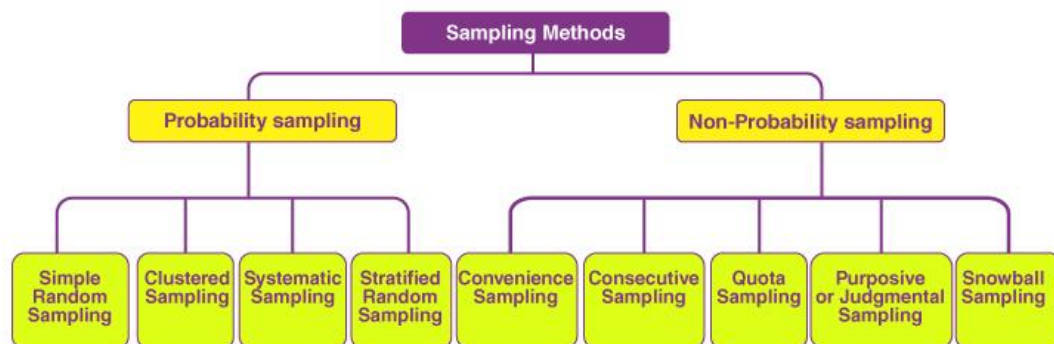 Sampling Methods
Probability sampling
Non-Probability sampling
Simple
Random
Sampling
Clustered
Sampling
Systematic
Sampling
Stratified
Random
Sampling
Convenience
Sampling
Consecutive
Sampling
Quota
Sampling
Purposive
or Judgmental
Sampling
Snowball
Sampling